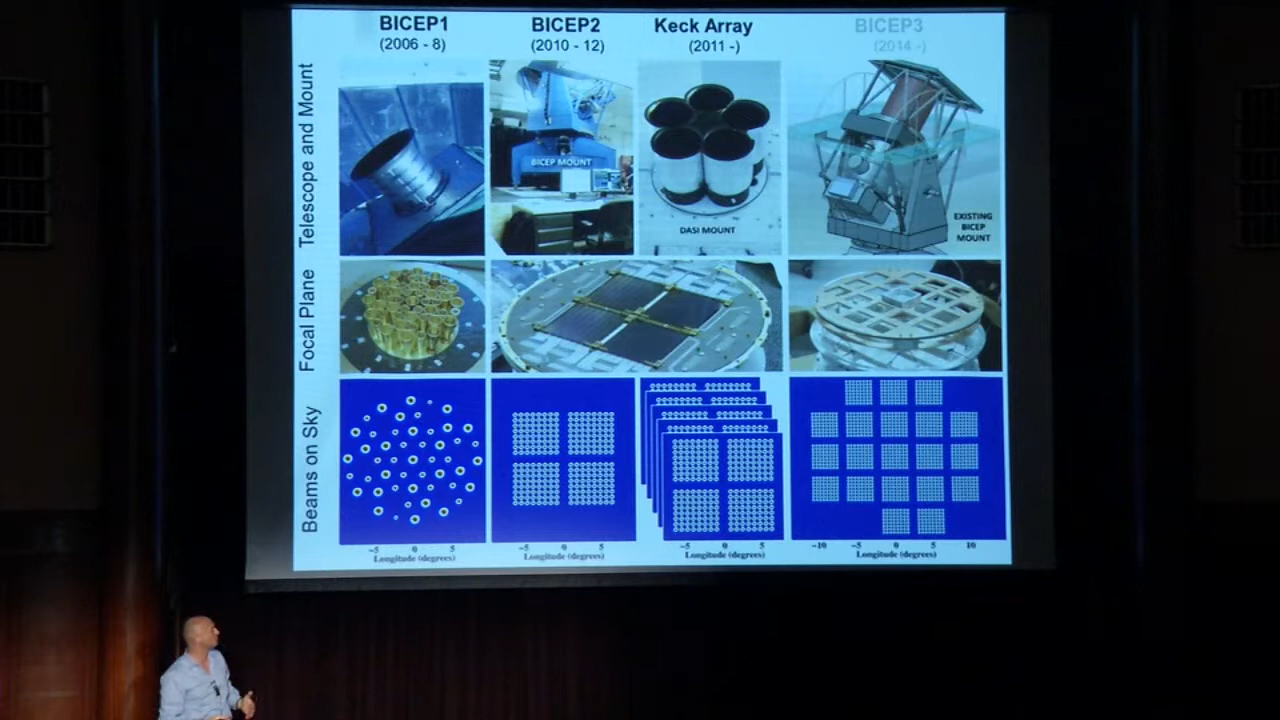 BICEP1
(2006 - 8)
BICEP2
(2010 - 12)
Keck Array
(2011 -)
BICEP3
(2014 -)
Telescope and Mount
BICEP MOUNT
DASI MOUNT
EXISTING
BICEP
MOUNT
Focal Plane
Beams on Sky
−5 0 5
Longitude (degrees)
−5 0 5
Longitude (degrees)
−5 0 5
Longitude (degrees)
−10 −5 0 5 10
Longitude (degrees)